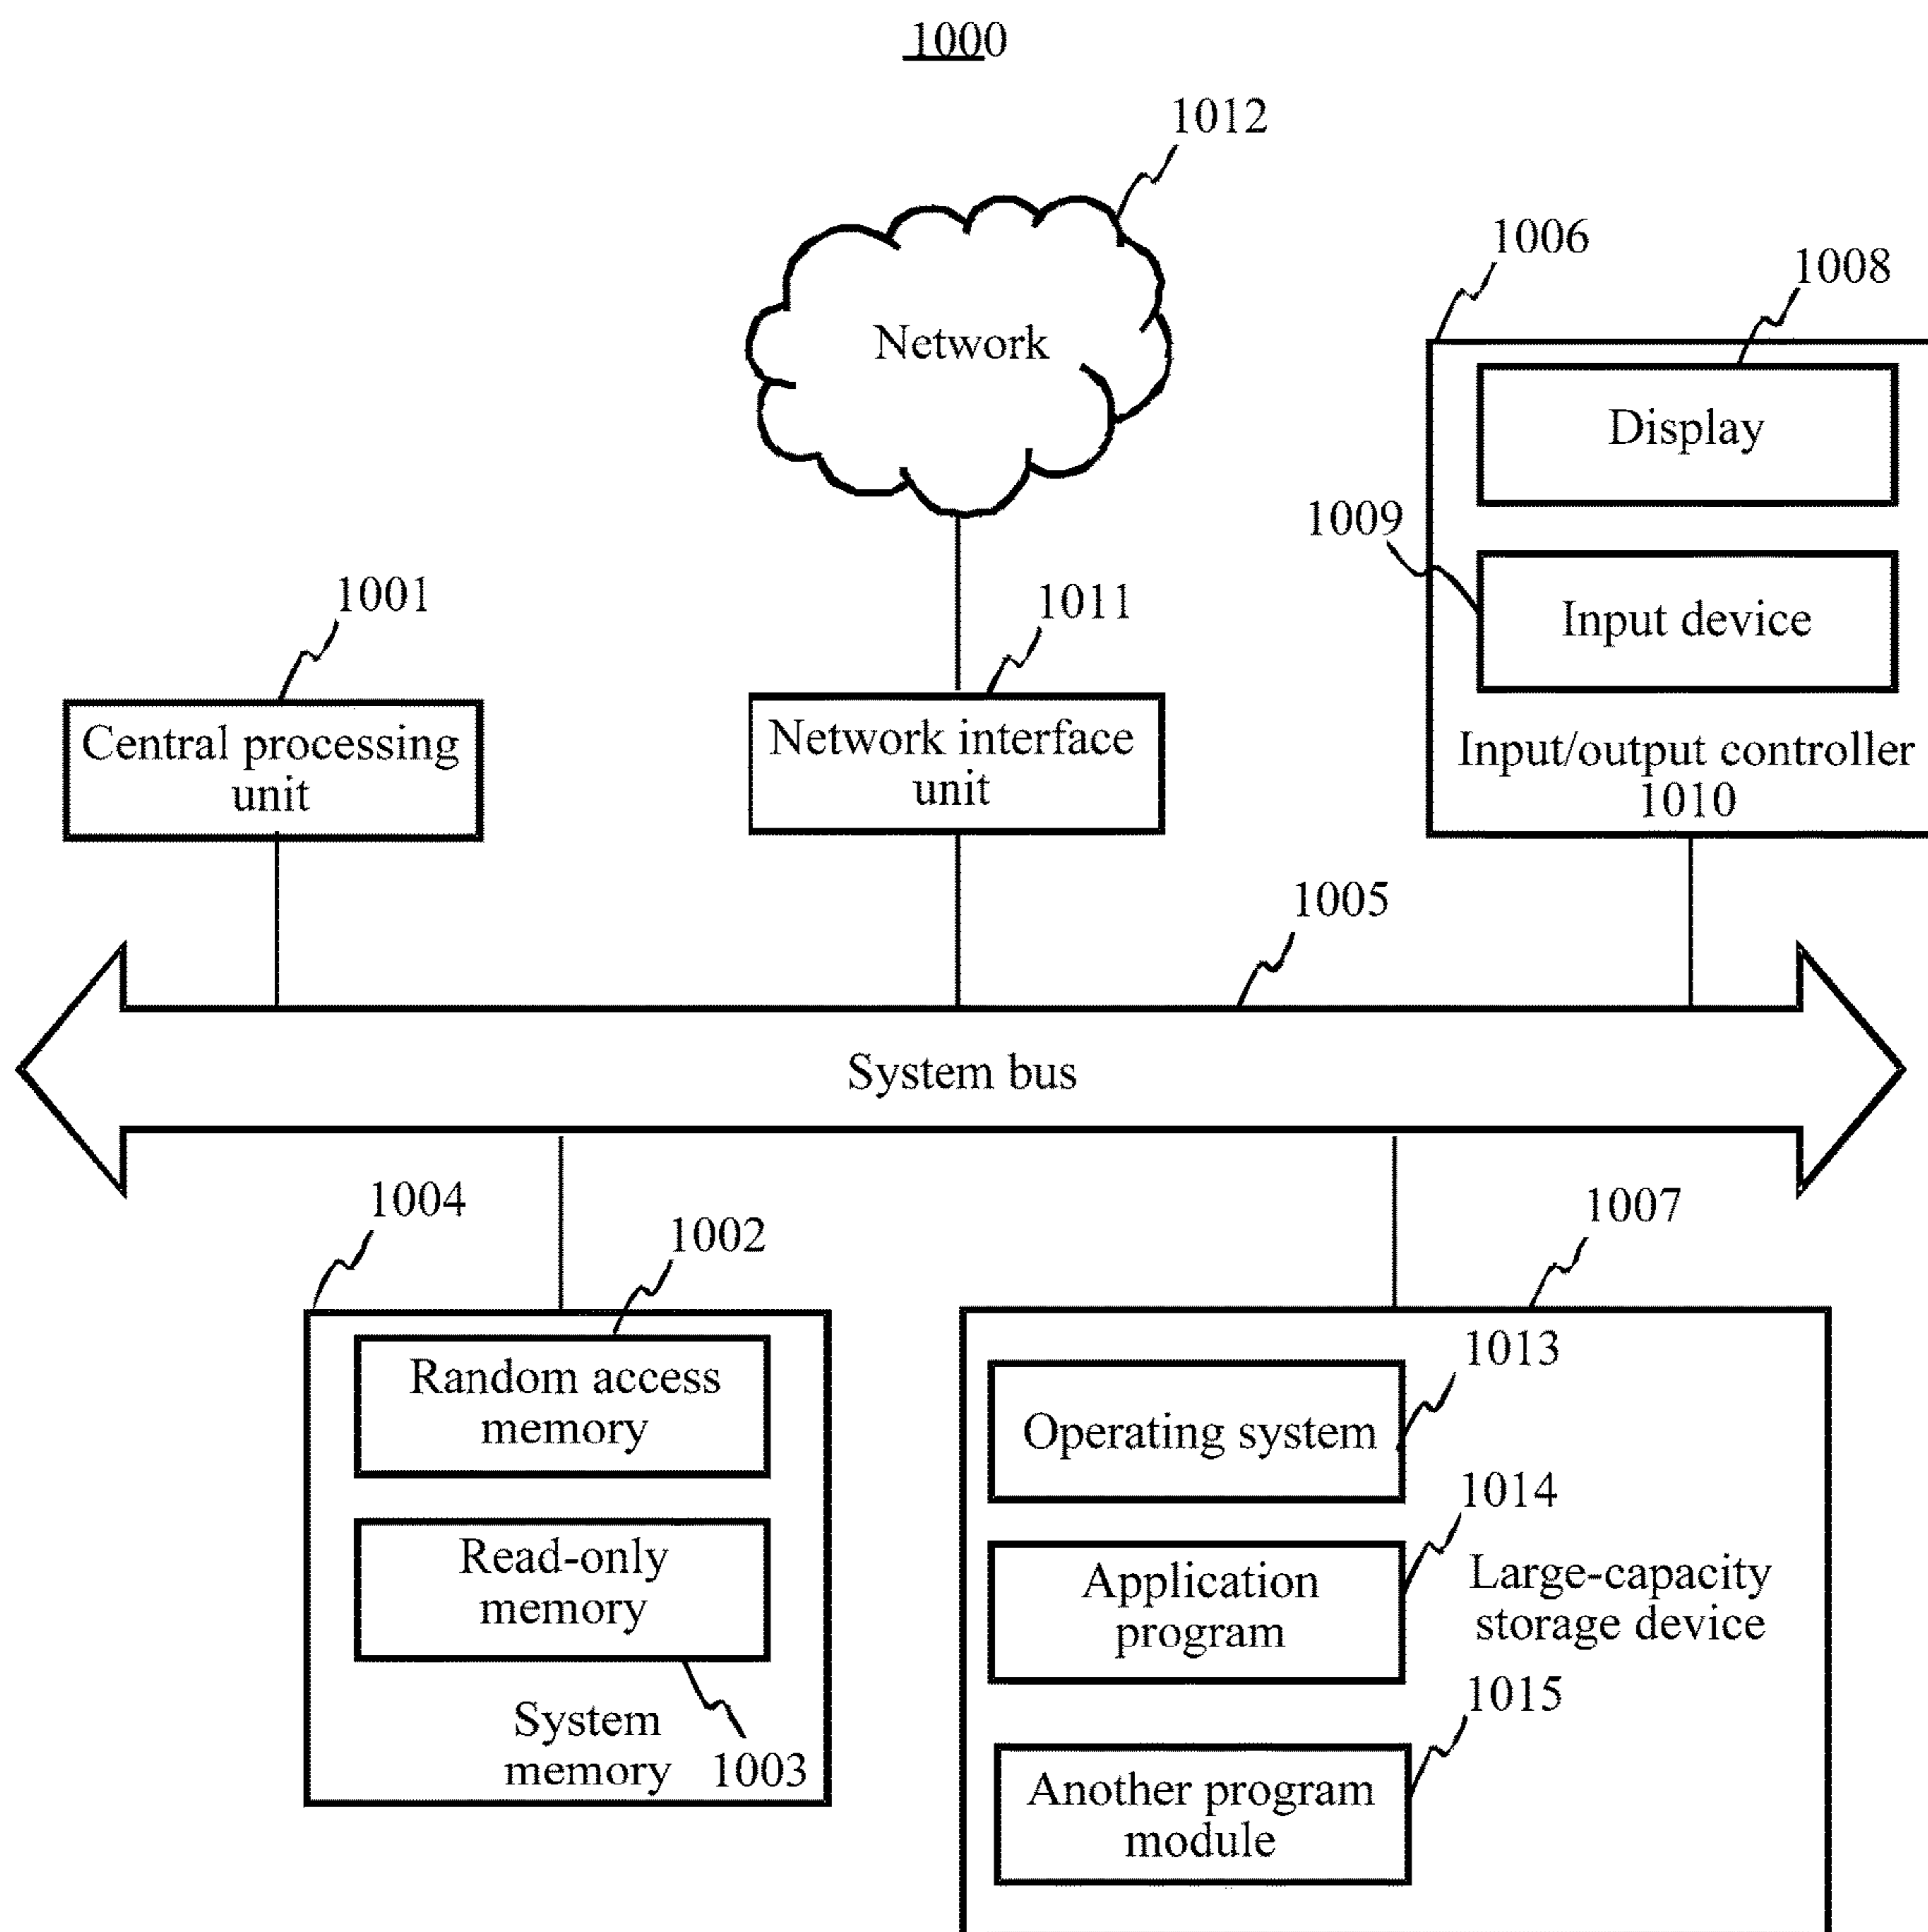 1000
1012
Network
1006
1008
Display
1009
Input device
Input/output controller
1010
1001
Central processing
unit
1011
Network interface
unit
1005
System bus
1004
1002
Random access
memory
Read-only
memory
System
memory
1003
1007
1013
Operating system
1014
Application
program
Large-capacity
storage device
1015
Another program
module